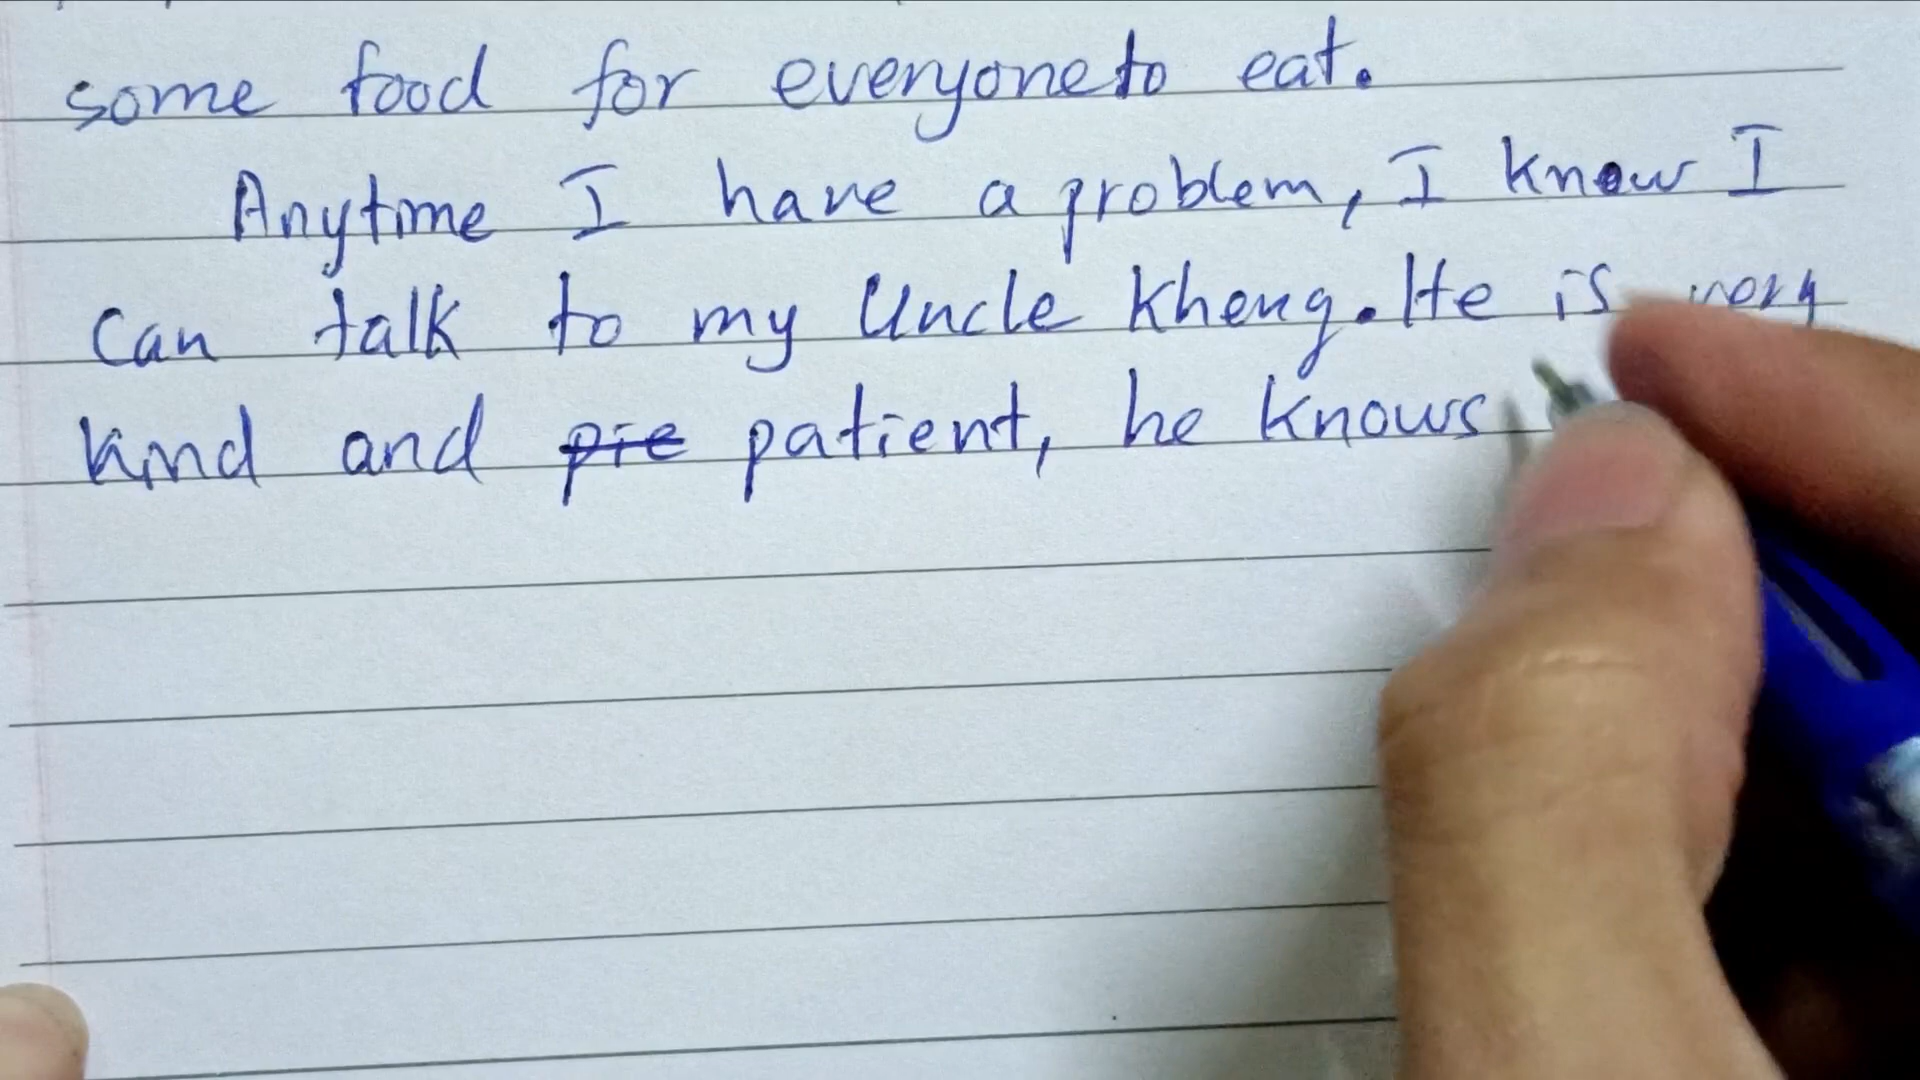 some food for everyone to eat.
Anytime I have a problem, I know I
can talk to my Uncle Kheng. He is very
kind and pie patient, he knows